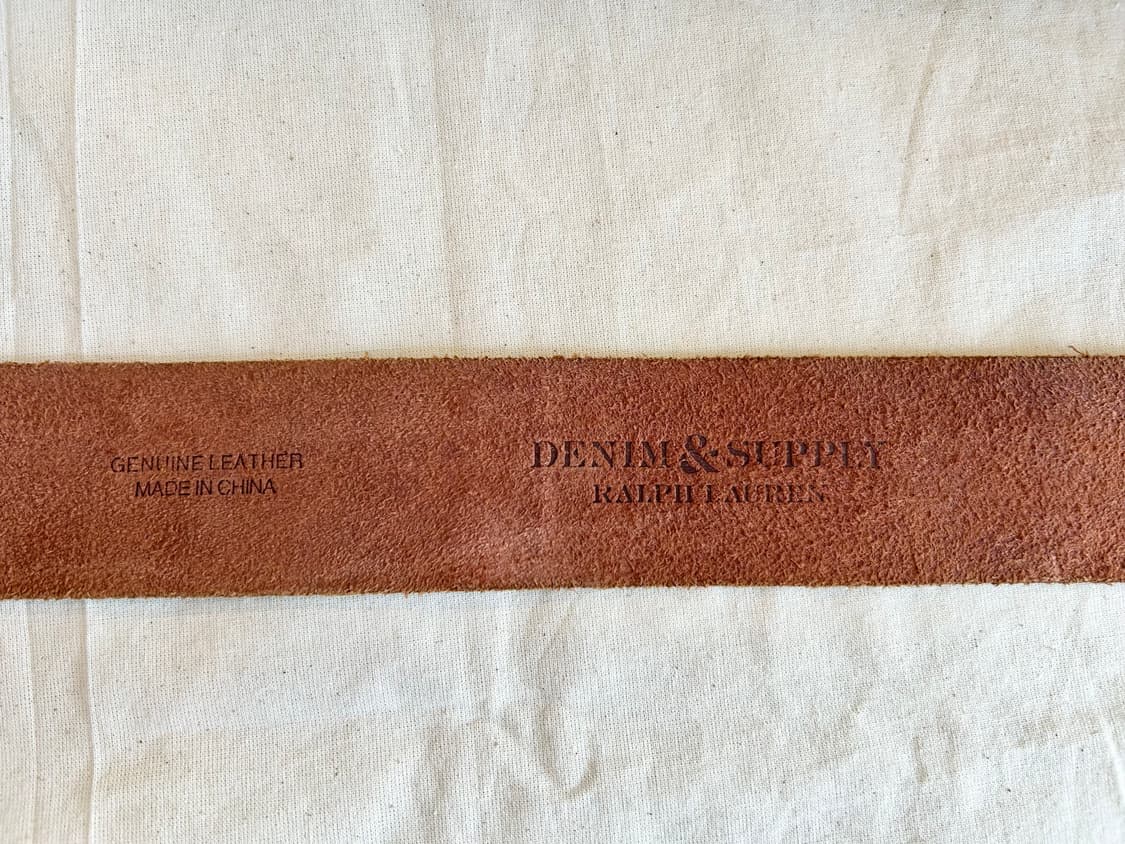 GENUINE LEATHER
MADE IN CHINA
DENIM & SUPPLY
RALPH LAUREN